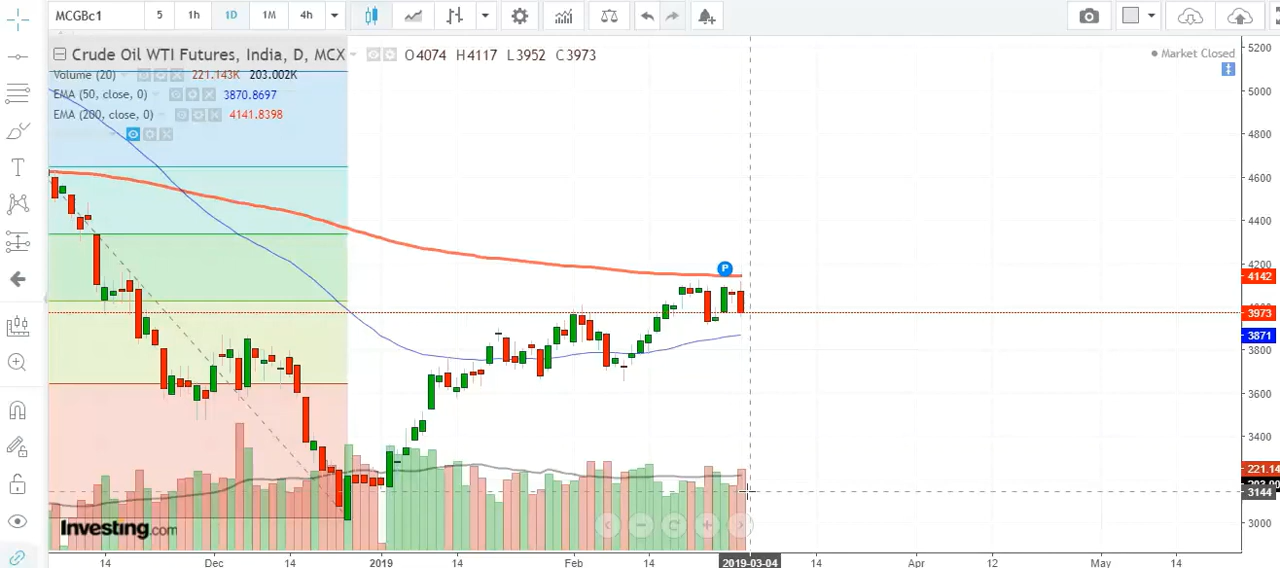 MCGBc1 5 1h 1D 1M 4h
Crude Oil WTI Futures, India, D, MCX O4074 H4117 L3952 C3973
Market Closed
Volume (20) 221.143K 203.002K
EMA (50, close, 0) 3870.8697
EMA (200, close, 0) 4141.8398
P
5200
5000
4800
4600
4400
4200
4142
3973
3871
3800
3600
3400
221.14
3144
3000
Investing.com
14 Dec 14 2019 14 Feb 14 2019-03-04 14 Apr 12 May 14